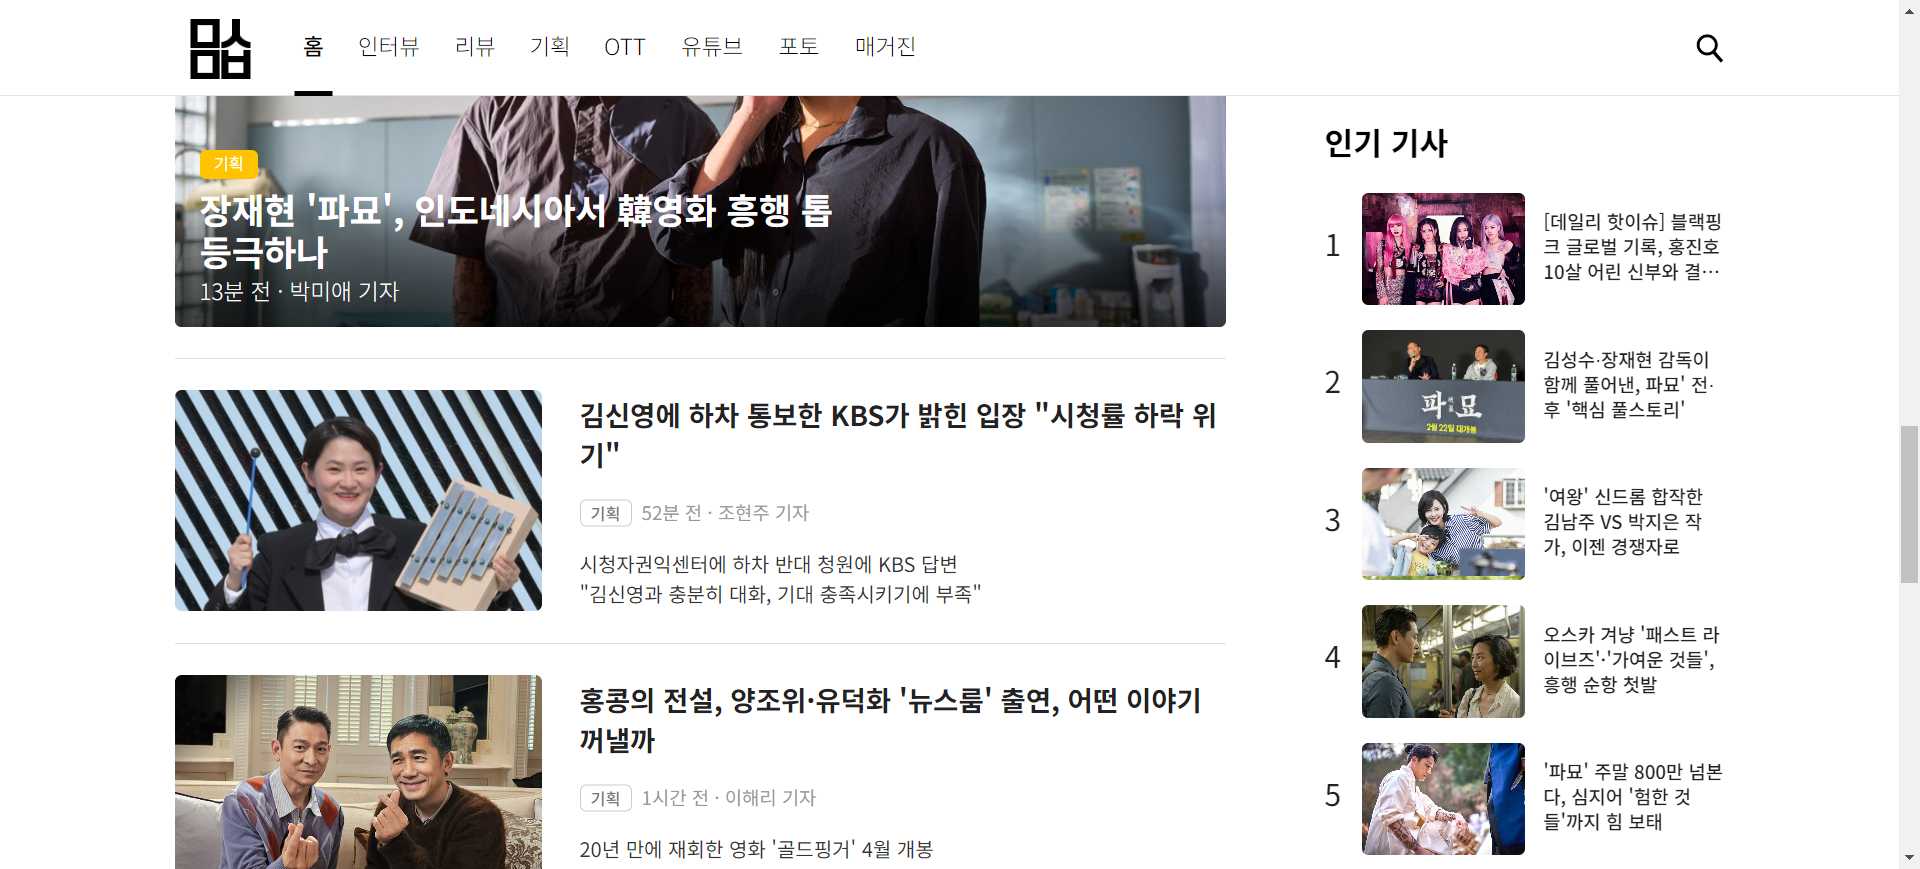 맙소사
홈
인터뷰
리뷰
기획
OTT
유튜브
포토
매거진
기획
장재현 '파묘', 인도네시아서 韓영화 흥행 톱
등극하나
13분 전 · 박미애 기자
김신영에 하차 통보한 KBS가 밝힌 입장 "시청률 하락 위
기"
기획
52분 전 · 조현주 기자
시청자권익센터에 하차 반대 청원에 KBS 답변
"김신영과 충분히 대화, 기대 충족시키기에 부족"
홍콩의 전설, 양조위·유덕화 '뉴스룸' 출연, 어떤 이야기
꺼낼까
기획
1시간 전 · 이해리 기자
20년 만에 재회한 영화 '골드핑거' 4월 개봉
인기 기사
1
[데일리 핫이슈] 블랙핑
크 글로벌 기록, 홍진호
10살 어린 신부와 결…
2
파묘
2월 22일 대개봉
김성수·장재현 감독이
함께 풀어낸, 파묘' 전·
후 '핵심 풀스토리'
3
'여왕' 신드롬 합작한
김남주 VS 박지은 작
가, 이젠 경쟁자로
4
오스카 겨냥 '패스트 라
이브즈'·'가여운 것들',
흥행 순항 첫발
5
'파묘' 주말 800만 넘본
다, 심지어 '험한 것
들'까지 힘 보태